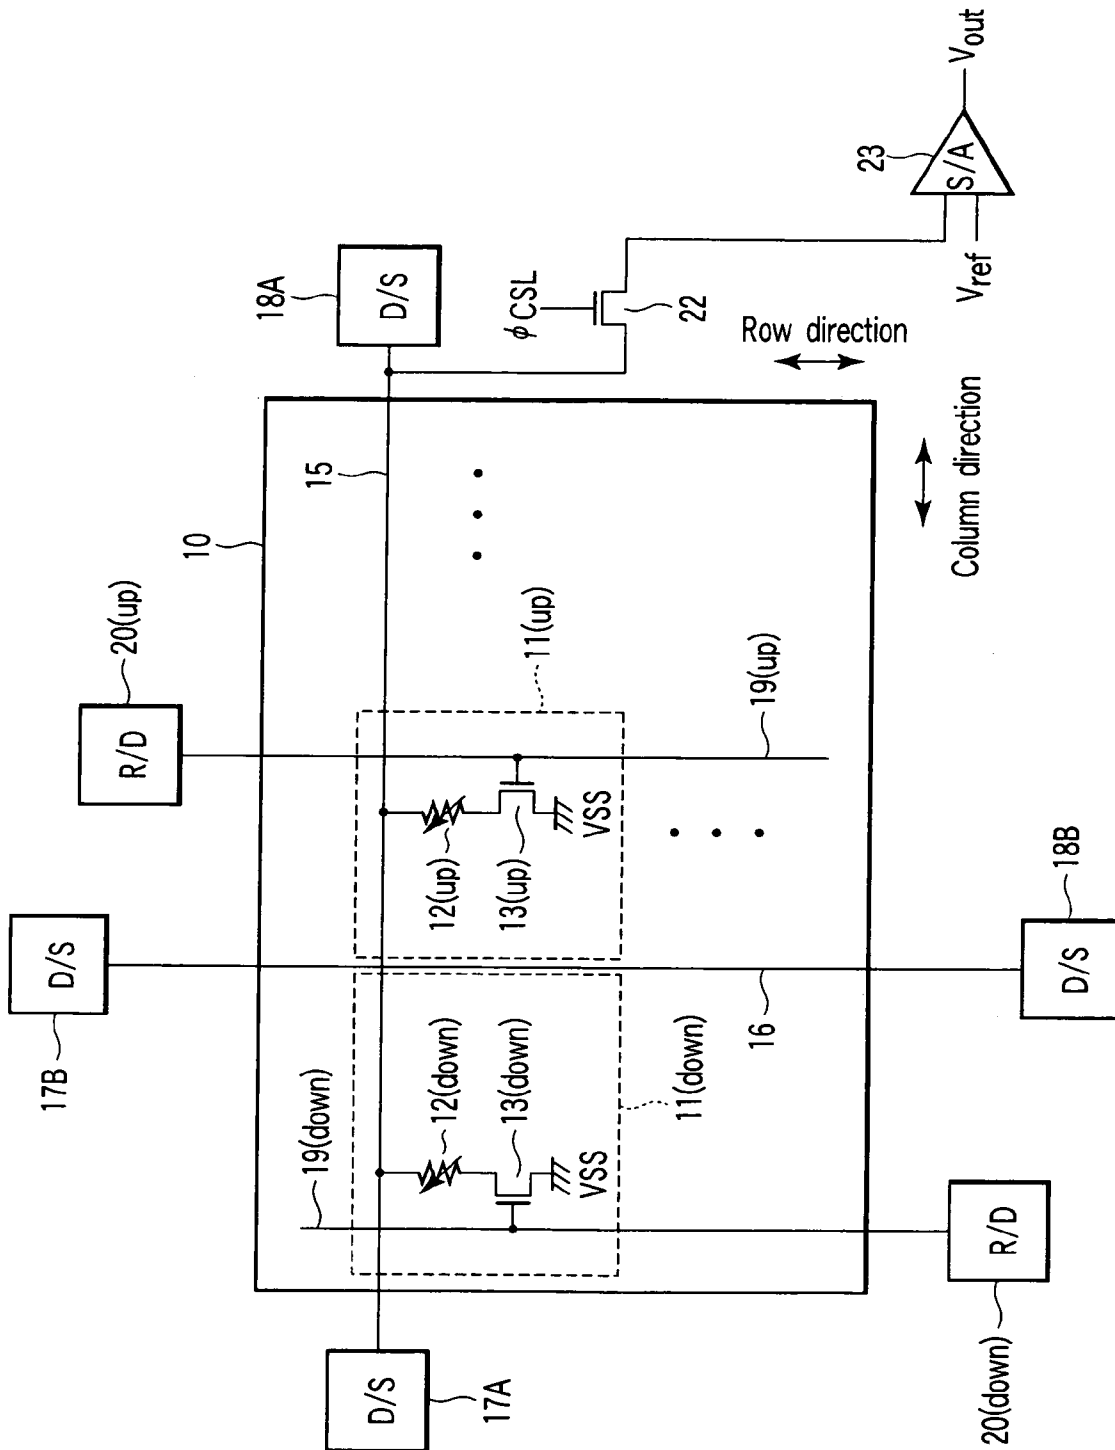 17B
D/S
20(up)
R/D
10
15
18A
D/S
φCSL
22
23
S/A
Vref
Vout
Row direction
Column direction
19(down)
12(down)
13(down)
VSS
11(down)
12(up)
13(up)
VSS
11(up)
19(up)
16
D/S
17A
R/D
20(down)
D/S
18B